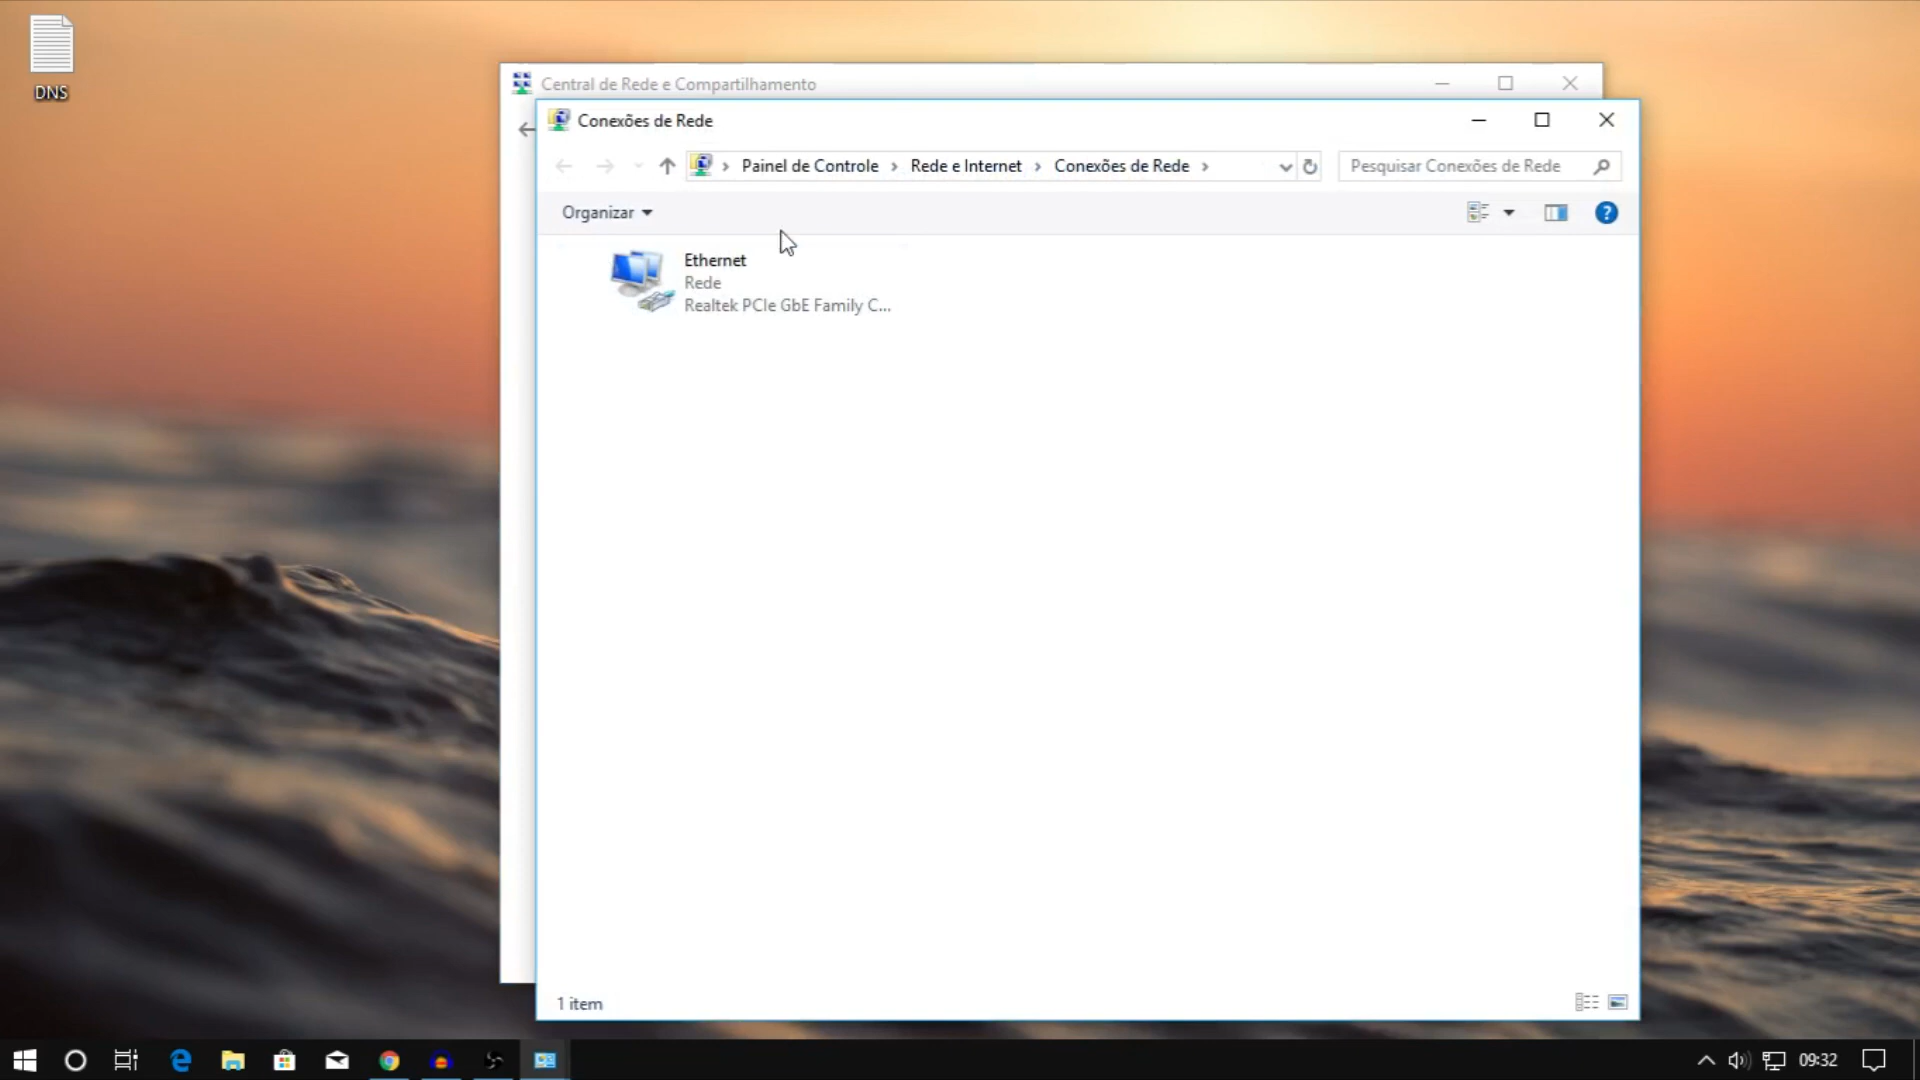 DNS
Central de Rede e Compartilhamento
Conexões de Rede
Painel de Controle
Rede e Internet
Conexões de Rede
Pesquisar Conexões de Rede
Organizar
Ethernet
Rede
Realtek PCIe GbE Family C...
1 item
09:32